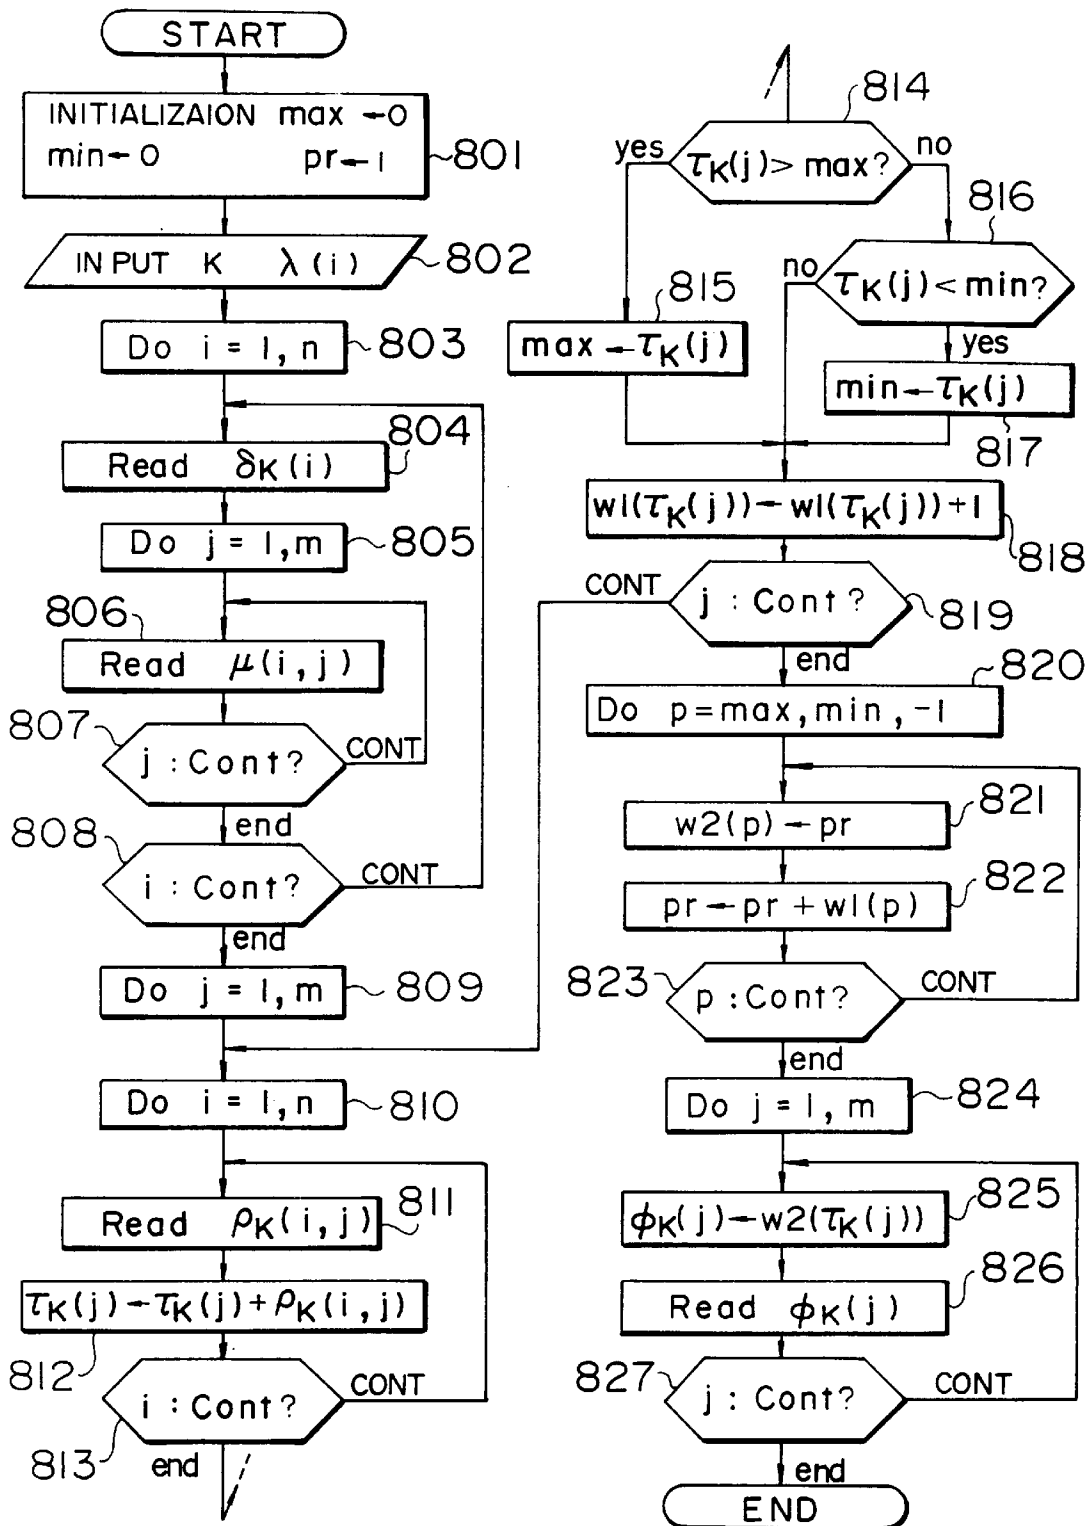 START
INITIALIZAION max ←0
min←0 pr←1
801
INPUT K λ(i)
802
Do i = 1, n
803
804
Read δK(i)
Do j = 1, m
805
806
Read μ(i, j)
807
j : Cont?
CONT
end
808
i : Cont?
CONT
end
Do j = 1, m
809
Do i = 1, n
810
811
Read ρK(i, j)
τK(j) ← τK(j) + ρK(i, j)
812
i : Cont?
CONT
813
end
814
yes
τK(j) > max?
no
816
no
τK(j) < min?
815
yes
max ← τK(j)
min ← τK(j)
817
w1(τK(j)) ← w1(τK(j)) + 1
818
CONT
j : Cont?
819
end
820
Do p = max, min, -1
821
w2(p) ← pr
822
pr ← pr + w1(p)
823
p : Cont?
CONT
end
824
Do j = 1, m
825
ϕK(j) ← w2(τK(j))
826
Read ϕK(j)
827
j : Cont?
CONT
end
END